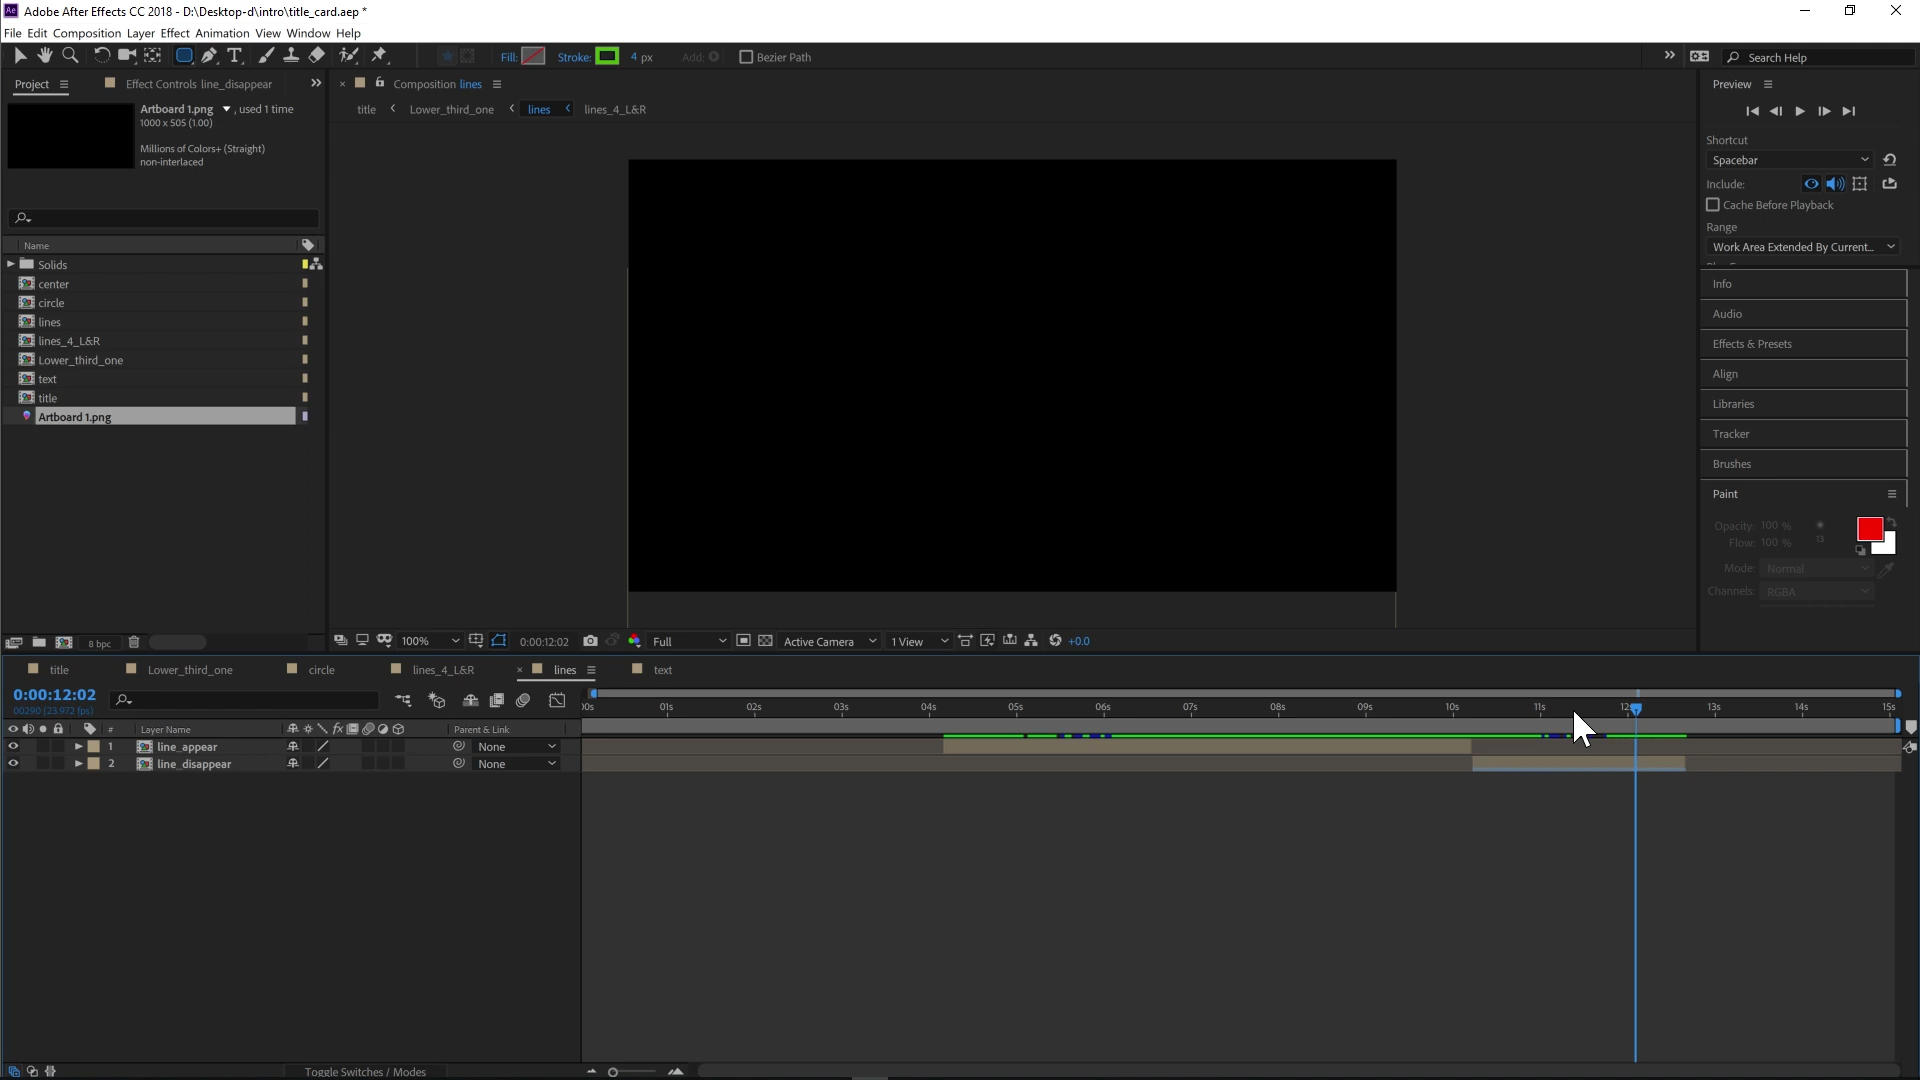 Adobe After Effects CC 2018 - D:\Desktop-d\intro\title_card.aep *
File Edit Composition Layer Effect Animation View Window Help
Fill: Stroke: 4 px Add: Bezier Path
Search Help
Project Effect Controls line_disappear
Artboard 1.png , used 1 time
1000 x 505 (1.00)
Millions of Colors+ (Straight)
non-interlaced
Name
Solids
center
circle
lines
lines_4_L&R
Lower_third_one
text
title
Artboard 1.png
8 bpc
Composition lines
title Lower_third_one lines lines_4_L&R
100% 0:00:12:02 Full Active Camera 1 View +0.0
Preview
Shortcut
Spacebar
Include:
Cache Before Playback
Range
Work Area Extended By Current...
Info
Audio
Effects & Presets
Align
Libraries
Tracker
Brushes
Paint
Opacity: 100 %
Flow: 100 %
13
Mode: Normal
Channels: RGBA
title Lower_third_one circle lines_4_L&R lines text
0:00:12:02
00290 (23.972 fps)
00s 01s 02s 03s 04s 05s 06s 07s 08s 09s 10s 11s 12s 13s 14s 15s
# Layer Name Parent & Link
1 line_appear None
2 line_disappear None
Toggle Switches / Modes